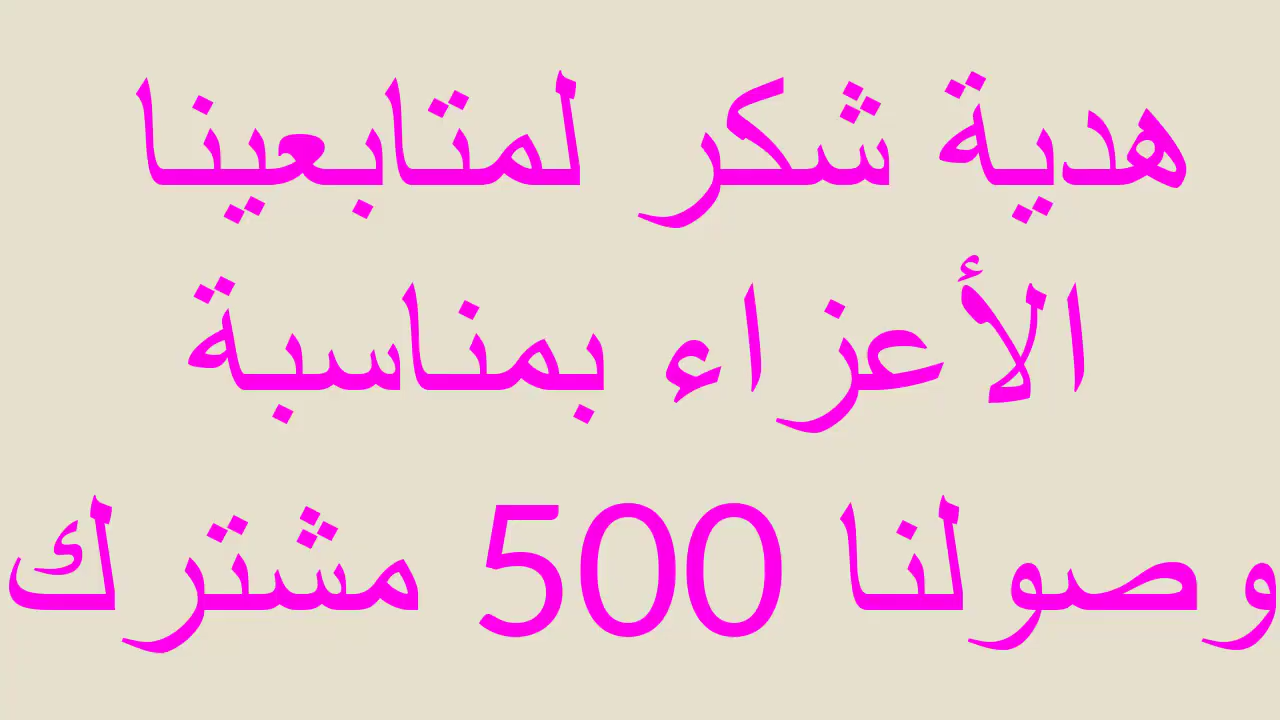 هدية شكر لمتابعينا
الأعزاء بمناسبة
وصولنا 500 مشترك